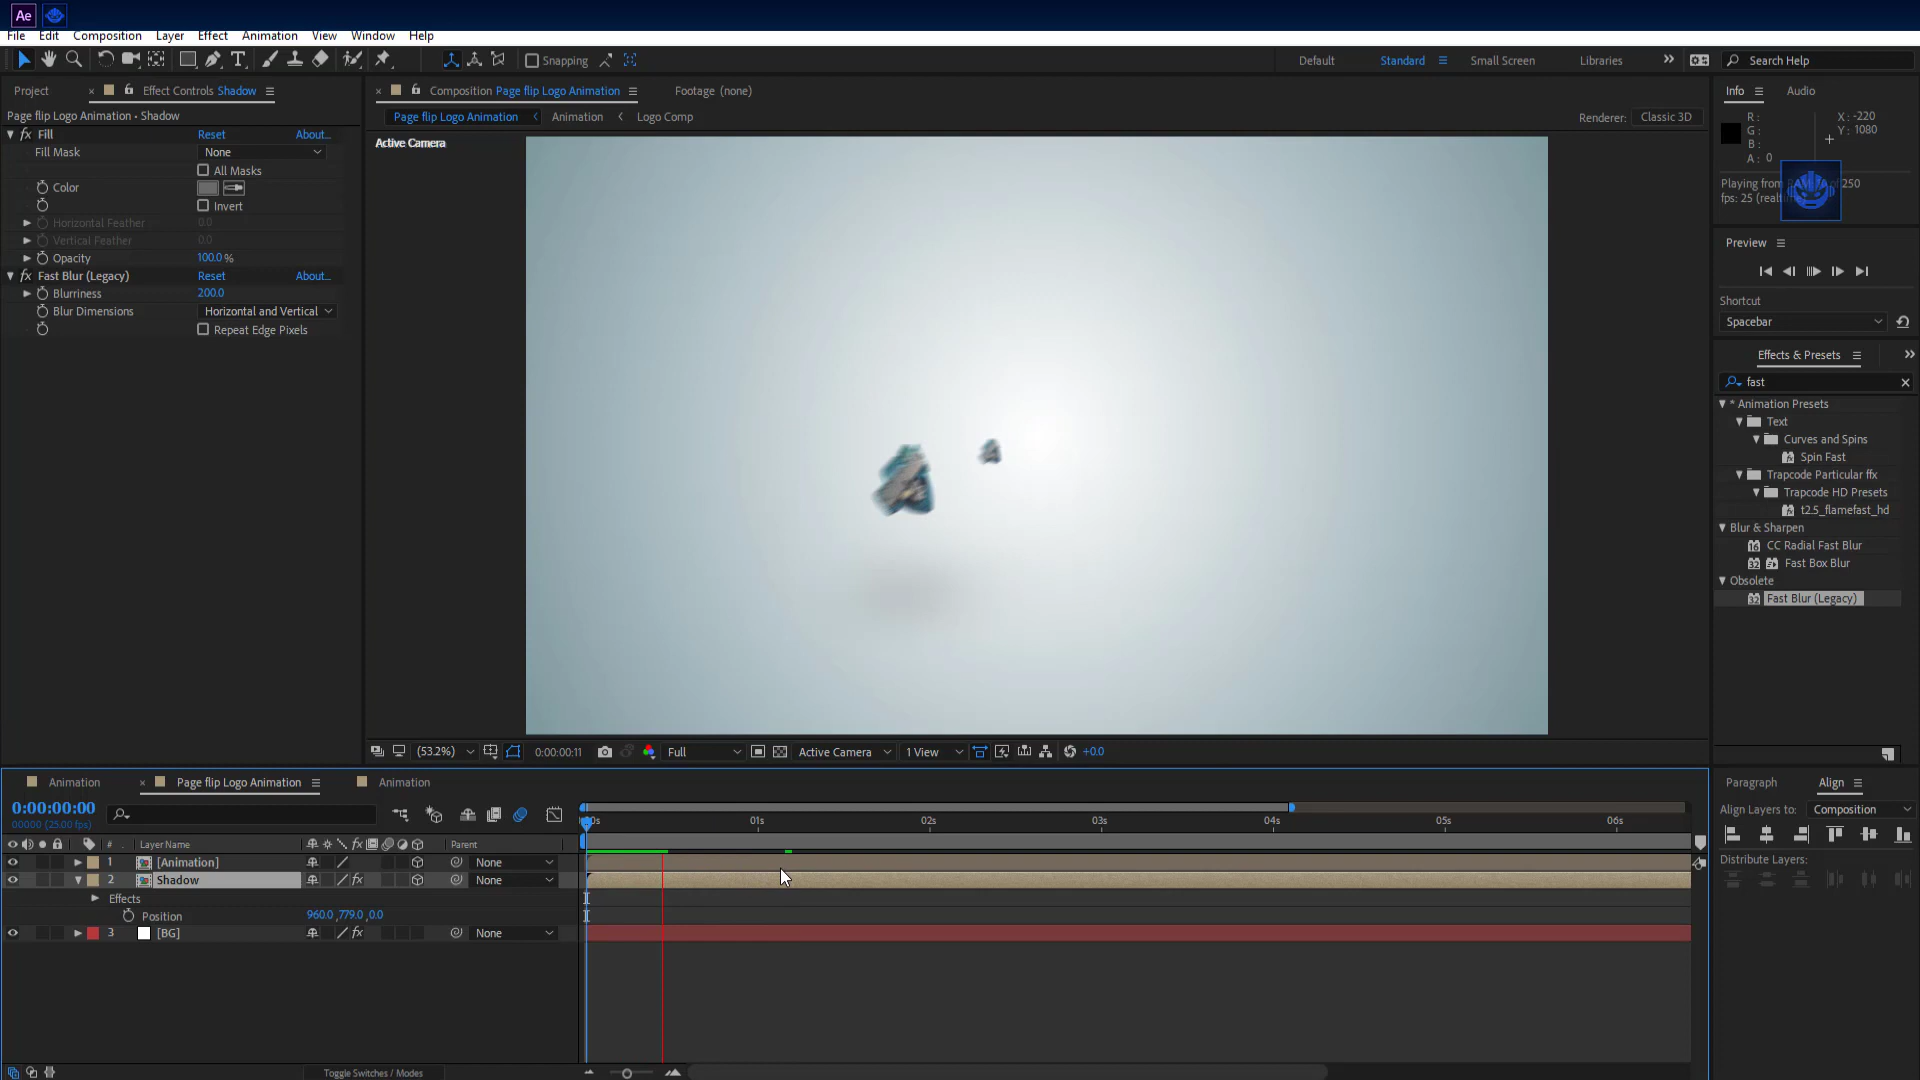 Ae
File Edit Composition Layer Effect Animation View Window Help
Snapping
Default Standard Small Screen Libraries
Search Help
Project
Effect Controls Shadow
Composition Page flip Logo Animation
Footage (none)
Info Audio
Page flip Logo Animation • Shadow
Page flip Logo Animation Animation Logo Comp
Renderer: Classic 3D
Active Camera
fx Fill Reset About...
Fill Mask None
All Masks
Color
Invert
Horizontal Feather 0.0
Vertical Feather 0.0
Opacity 100.0 %
fx Fast Blur (Legacy) Reset About...
Blurriness 200.0
Blur Dimensions Horizontal and Vertical
Repeat Edge Pixels
R :
G :
B :
A : 0
X : -220
Y : 1080
Playing from 250
fps: 25
Preview
Shortcut
Spacebar
Effects & Presets
fast
* Animation Presets
Text
Curves and Spins
Spin Fast
Trapcode Particular ffx
Trapcode HD Presets
t2.5_flamefast_hd
Blur & Sharpen
16 CC Radial Fast Blur
32 Fast Box Blur
Obsolete
32 Fast Blur (Legacy)
(53.2%) 0:00:00:11 Full Active Camera 1 View +0.0
Animation
Page flip Logo Animation
Animation
0:00:00:00
00000 (25.00 fps)
01s 02s 03s 04s 05s 06s
# Layer Name fx Parent
1 [Animation] None
2 Shadow fx None
Effects
Position 960.0 ,779.0 ,0.0
3 [BG] fx None
Toggle Switches / Modes
Paragraph Align
Align Layers to: Composition
Distribute Layers: